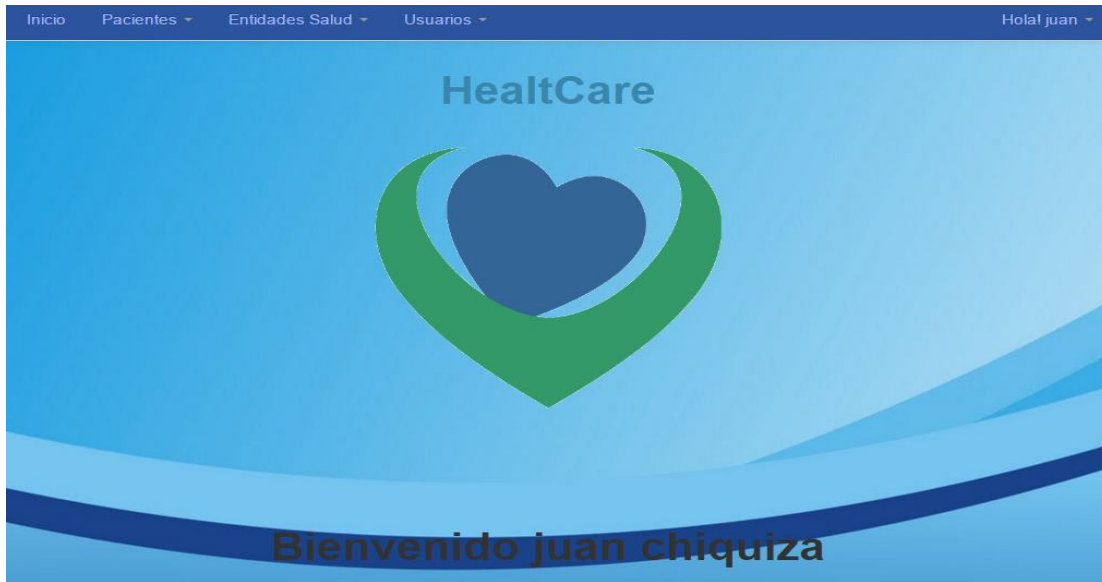 Inicio Pacientes Entidades Salud Usuarios Hola! juan
HealtCare
Bienvenido juan chiquiza